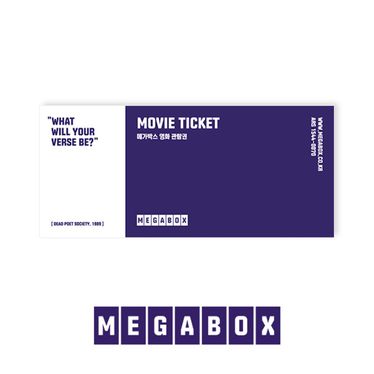 "WHAT
WILL YOUR
VERSE BE?"
[ DEAD POET SOCIETY, 1989 ]
MOVIE TICKET
메가박스 영화 관람권
MEGABOX
WWW.MEGABOX.CO.KR
ARS 1544-0070
MEGABOX